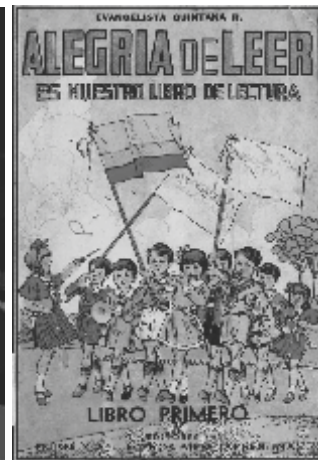 EVANGELISTA QUINTANA R.
ALEGRIA DE LEER
ES NUESTRO LIBRO DE LECTURA
LIBRO PRIMERO